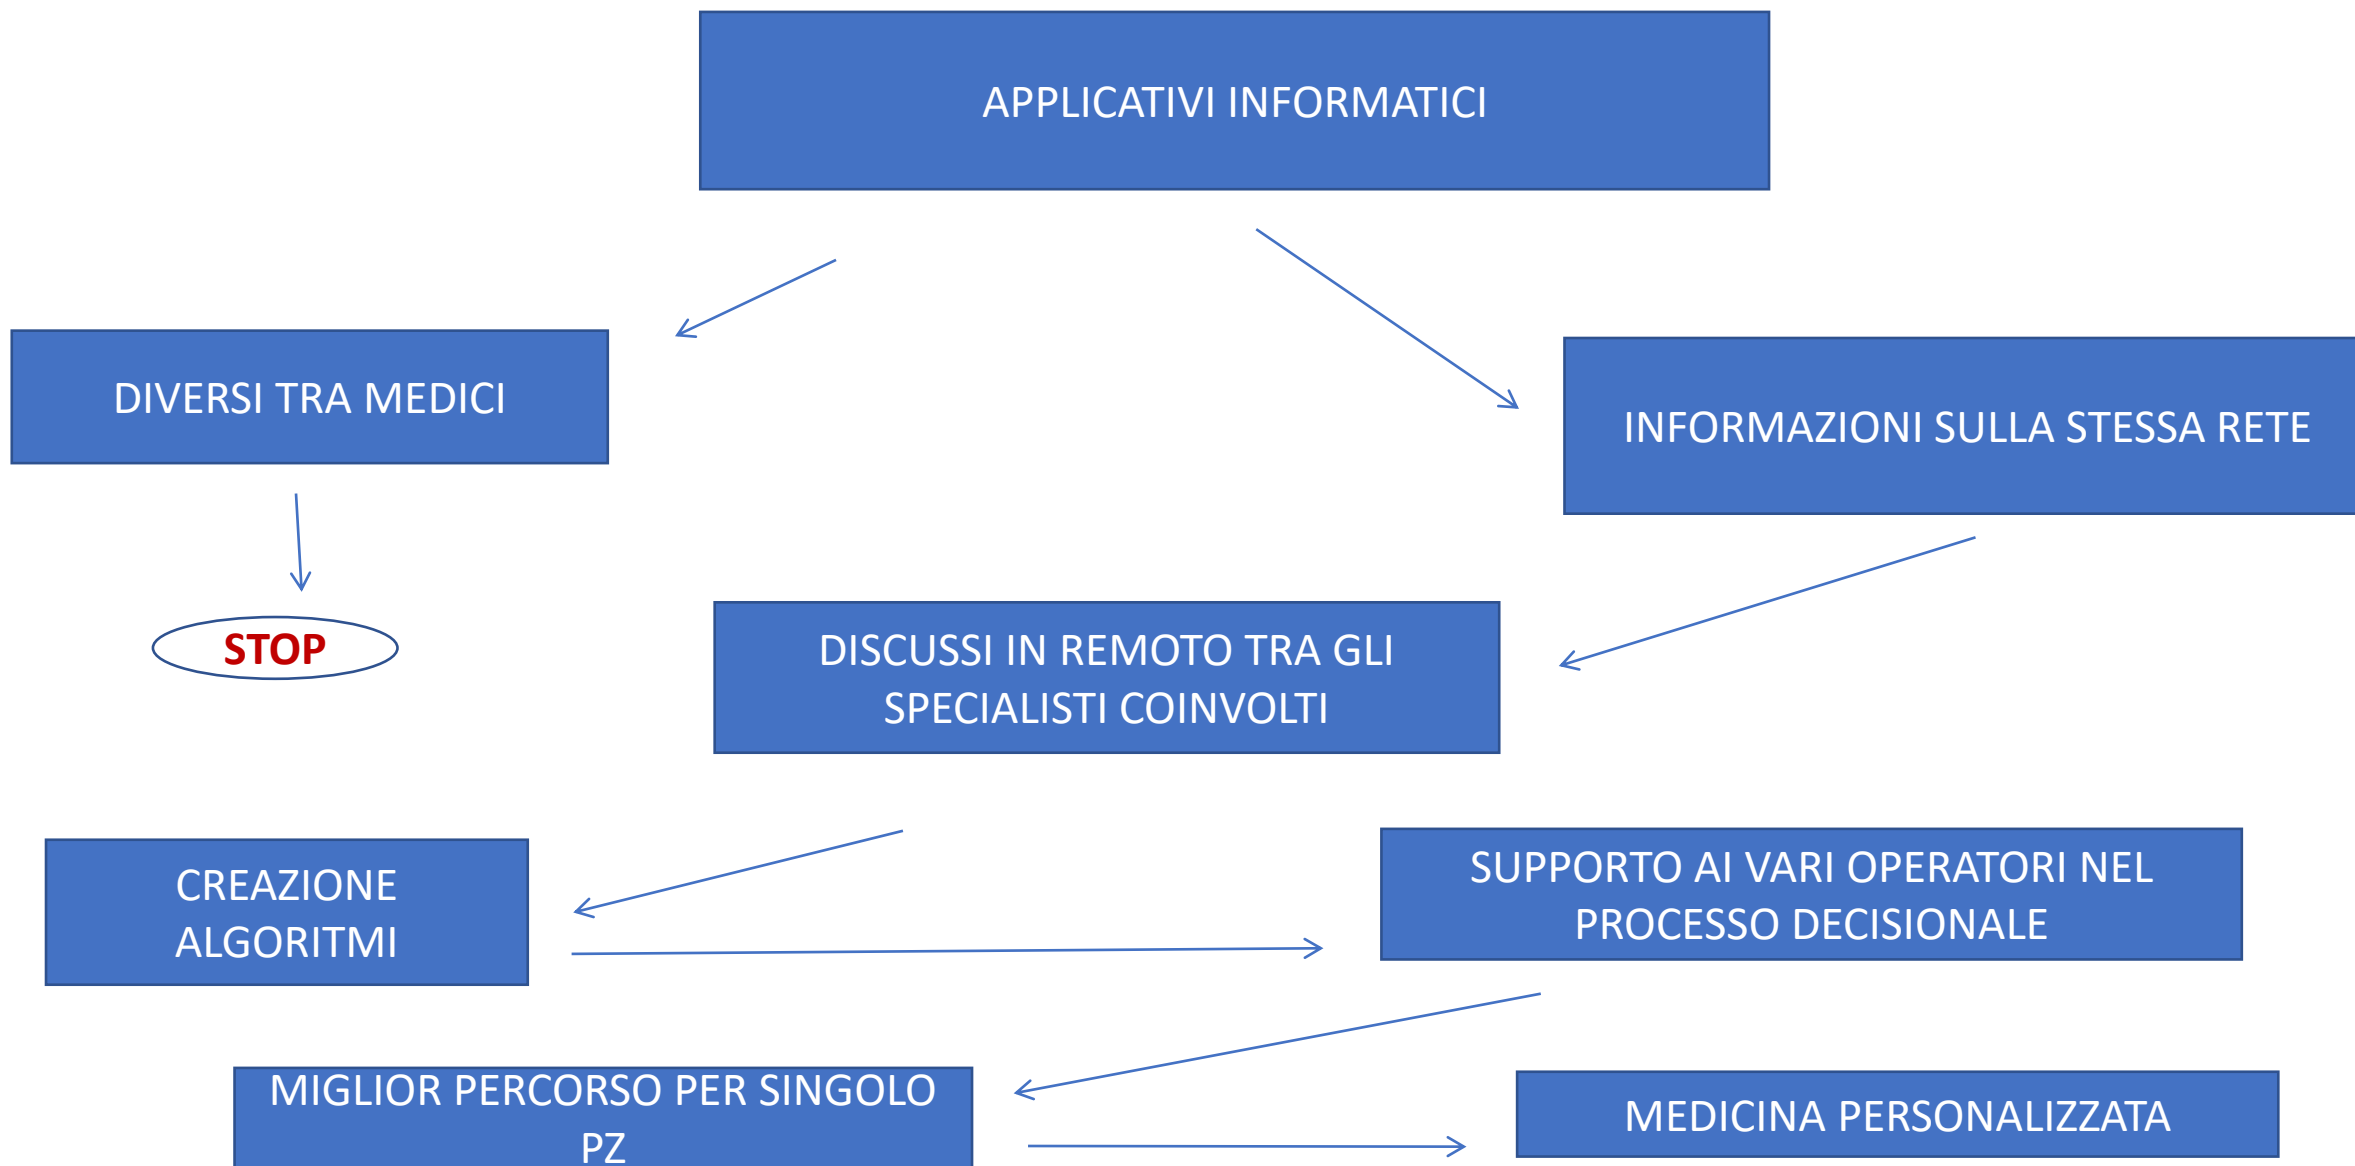 APPLICATIVI INFORMATICI
DIVERSI TRA MEDICI
INFORMAZIONI SULLA STESSA RETE
STOP
DISCUSSI IN REMOTO TRA GLI
SPECIALISTI COINVOLTI
CREAZIONE
ALGORITMI
SUPPORTO AI VARI OPERATORI NEL
PROCESSO DECISIONALE
MIGLIOR PERCORSO PER SINGOLO
PZ
MEDICINA PERSONALIZZATA